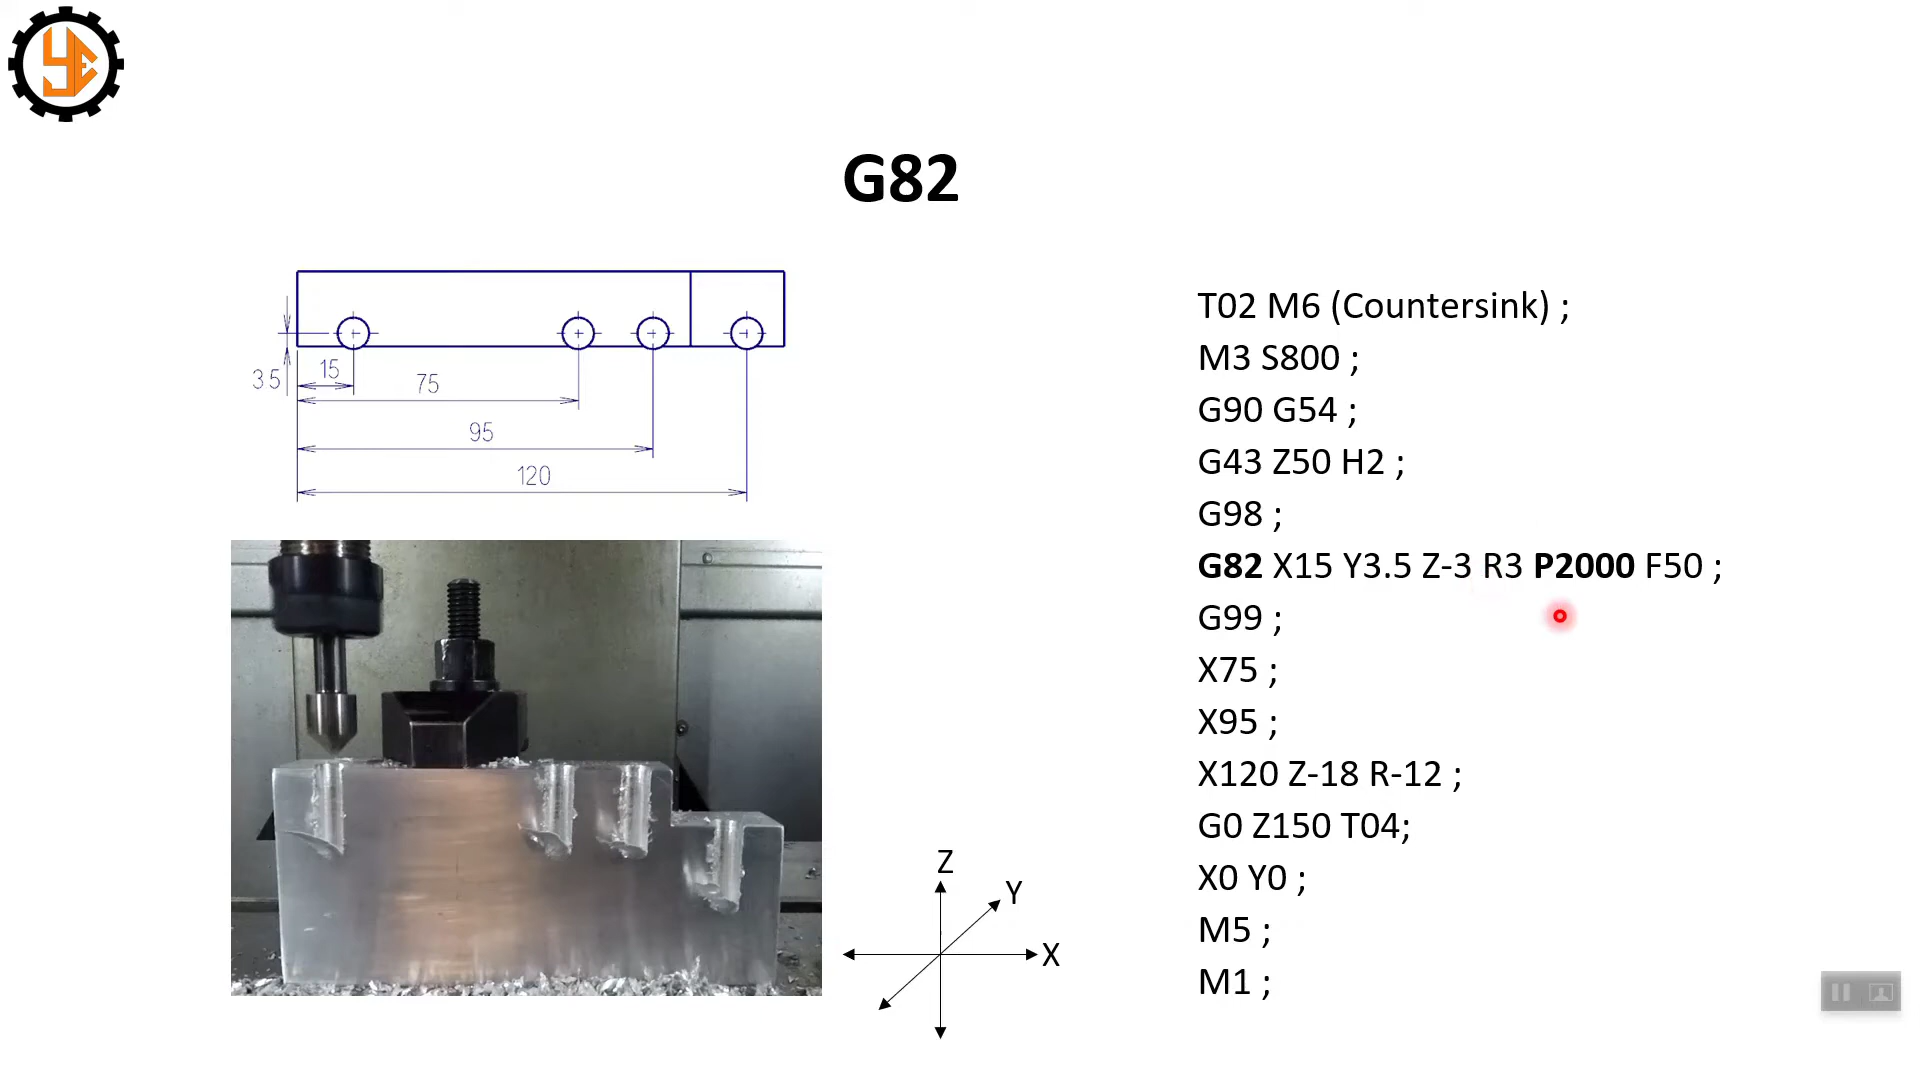 G82
3.5
15
75
95
120
T02 M6 (Countersink) ;
M3 S800 ;
G90 G54 ;
G43 Z50 H2 ;
G98 ;
G82 X15 Y3.5 Z-3 R3 P2000 F50 ;
G99 ;
X75 ;
X95 ;
X120 Z-18 R-12 ;
G0 Z150 T04;
X0 Y0 ;
M5 ;
M1 ;
Z
Y
X